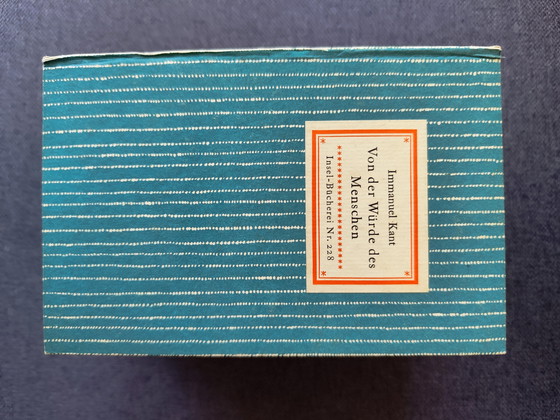 Immanuel Kant
Von der Würde des
Menschen
Insel-Bücherei Nr. 228